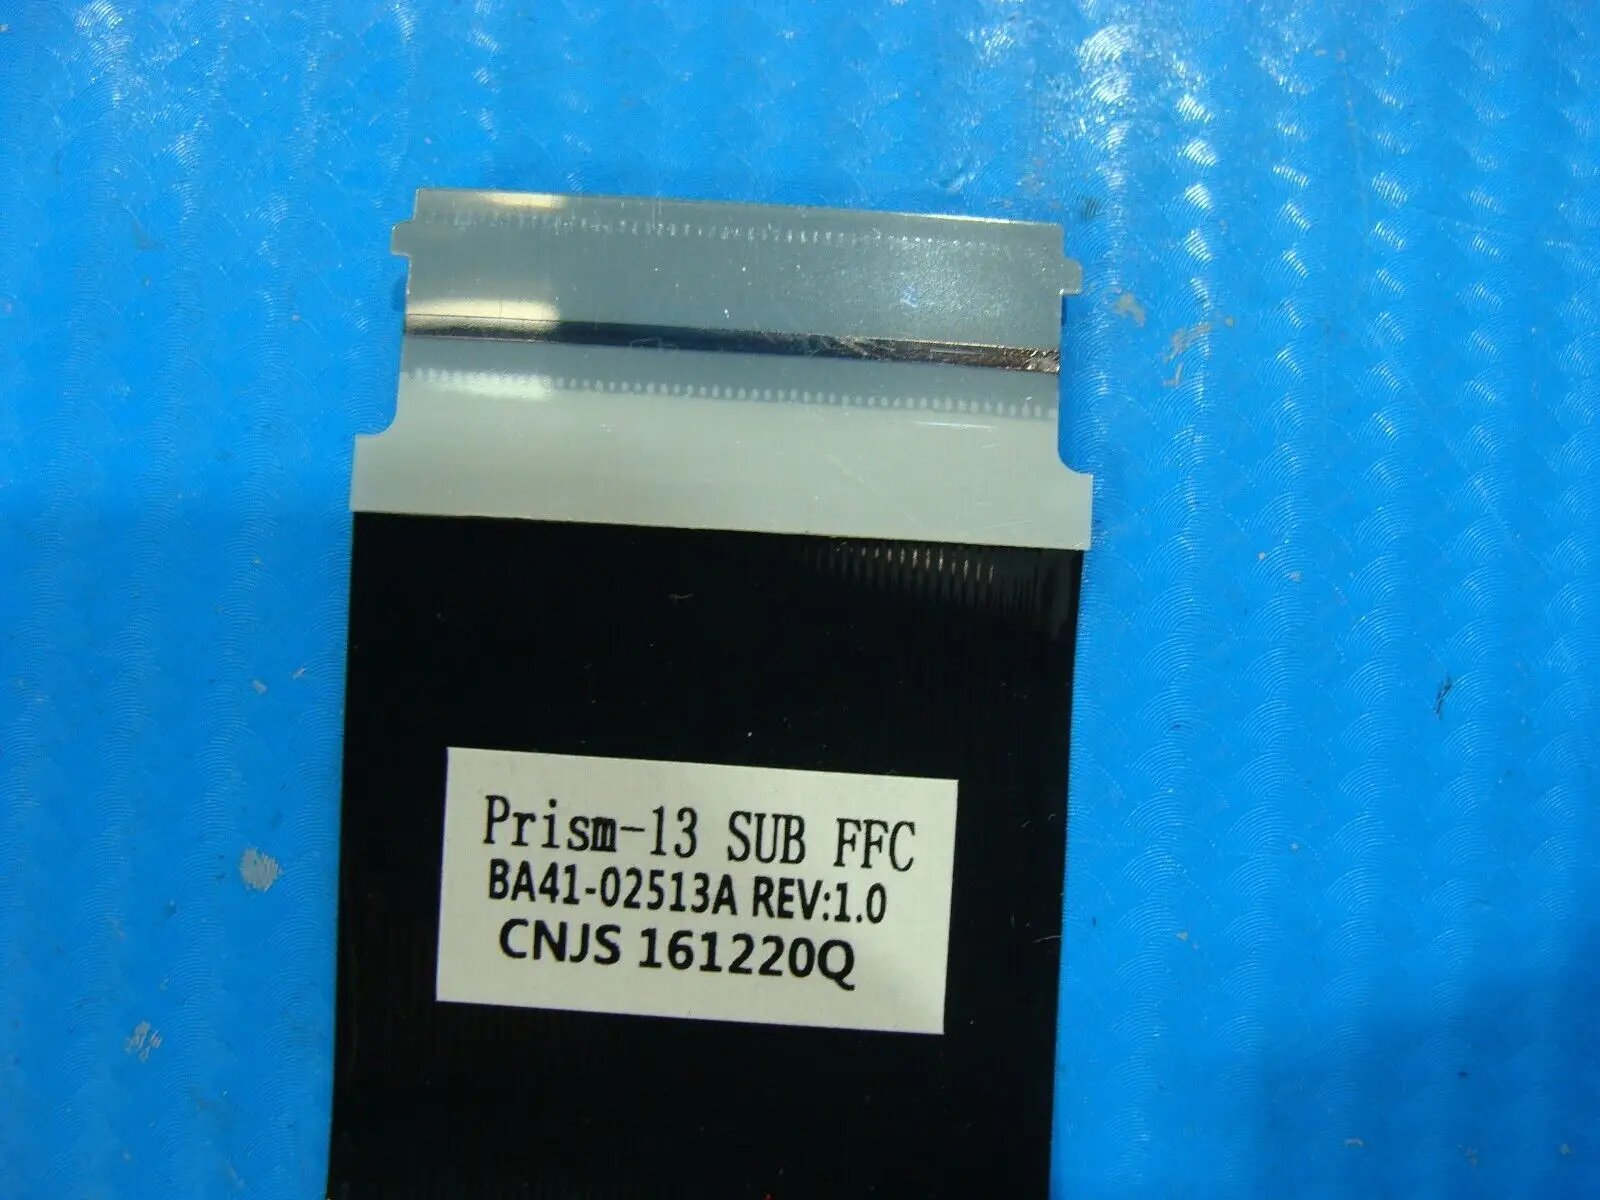 Prism-13 SUB FFC
BA41-02513A REV:1.0
CNJS 161220Q